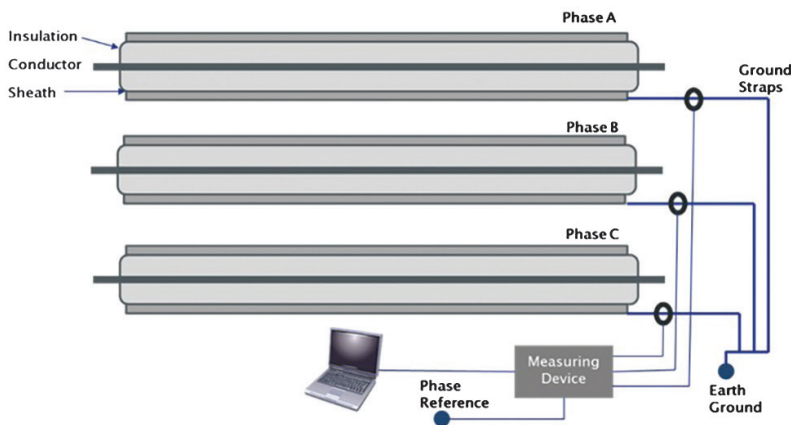 Phase A
Insulation
Conductor
Sheath
Ground
Straps
Phase B
Phase C
Measuring
Device
Phase
Reference
Earth
Ground